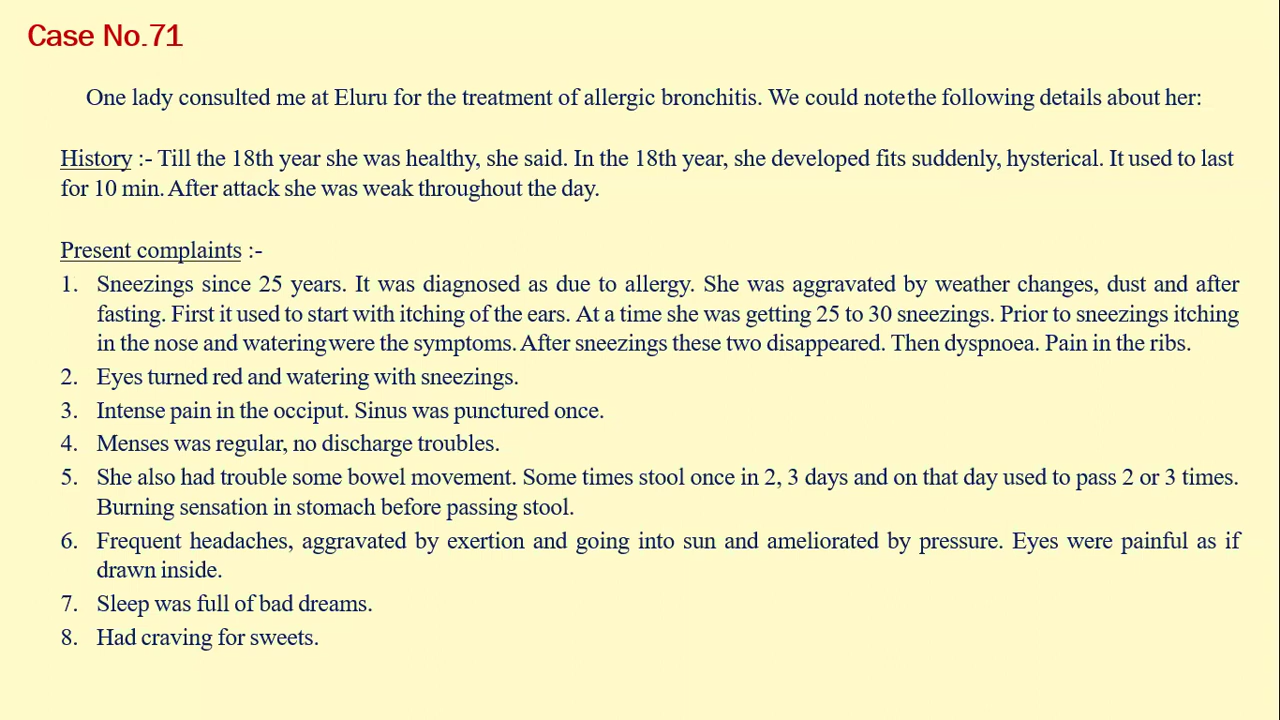 Case No.71
One lady consulted me at Eluru for the treatment of allergic bronchitis. We could note the following details about her:
History :- Till the 18th year she was healthy, she said. In the 18th year, she developed fits suddenly, hysterical. It used to last
for 10 min. After attack she was weak throughout the day.
Present complaints :-
1. Sneezings since 25 years. It was diagnosed as due to allergy. She was aggravated by weather changes, dust and after
fasting. First it used to start with itching of the ears. At a time she was getting 25 to 30 sneezings. Prior to sneezings itching
in the nose and watering were the symptoms. After sneezings these two disappeared. Then dyspnoea. Pain in the ribs.
2. Eyes turned red and watering with sneezings.
3. Intense pain in the occiput. Sinus was punctured once.
4. Menses was regular, no discharge troubles.
5. She also had trouble some bowel movement. Some times stool once in 2, 3 days and on that day used to pass 2 or 3 times.
Burning sensation in stomach before passing stool.
6. Frequent headaches, aggravated by exertion and going into sun and ameliorated by pressure. Eyes were painful as if
drawn inside.
7. Sleep was full of bad dreams.
8. Had craving for sweets.